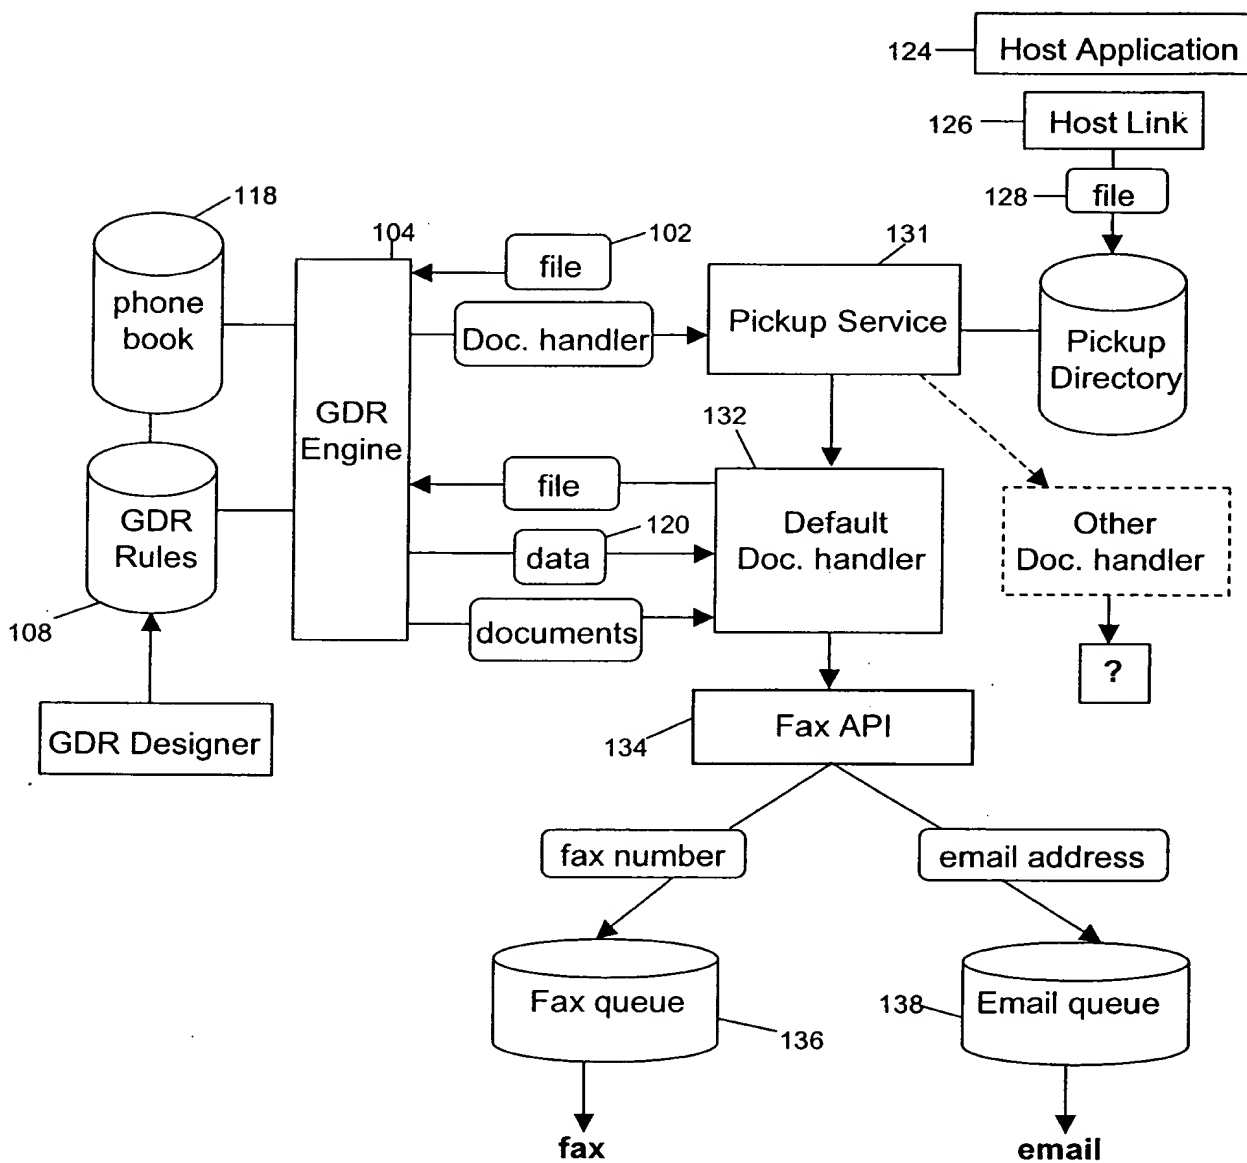 124
Host Application
126
Host Link
128
file
118
104
102
131
phone
book
file
Doc. handler
Pickup Service
Pickup
Directory
GDR
Engine
132
GDR
Rules
file
120
data
documents
Default
Doc. handler
Other
Doc. handler
108
?
GDR Designer
134
Fax API
fax number
email address
Fax queue
136
138
Email queue
fax
email